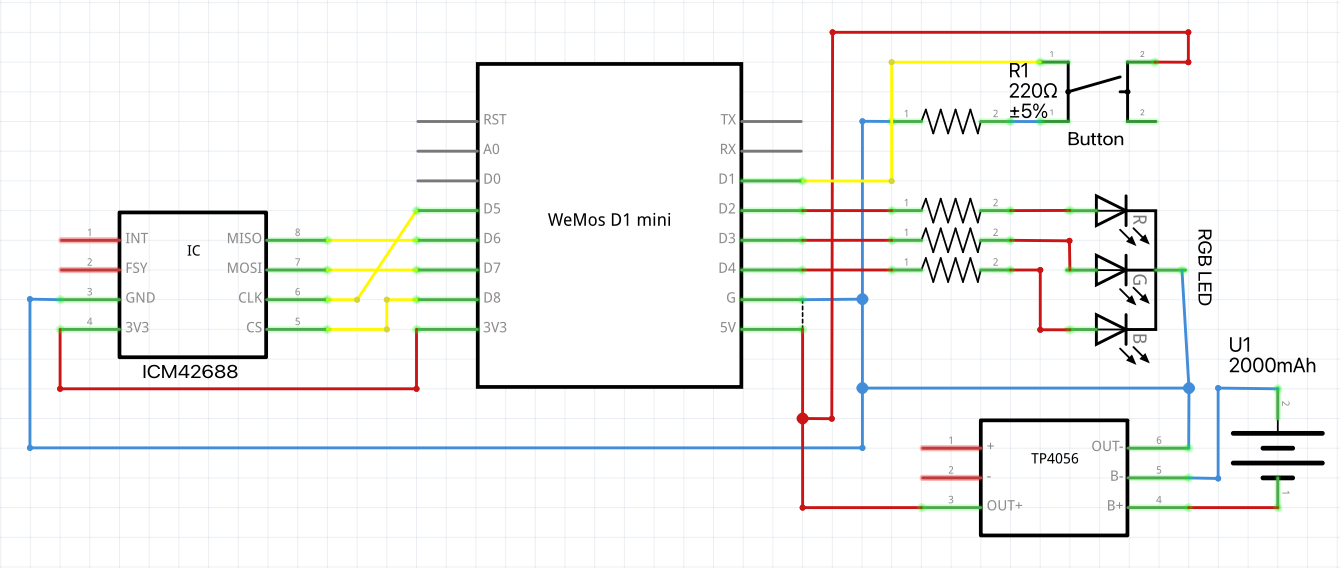 1
2
R1
220Ω
±5%
1
2
1
2
Button
RST
TX
A0
RX
D0
D1
WeMos D1 mini
D5
D2
1
2
R
D6
D3
1
2
D7
D4
1
2
G
D8
G
3V3
5V
B
RGB LED
1
INT
IC
MISO
8
2
FSY
MOSI
7
3
GND
CLK
6
4
3V3
CS
5
ICM42688
U1
2000mAh
2
1
1
+
TP4056
OUT-
6
2
-
B-
5
3
OUT+
B+
4